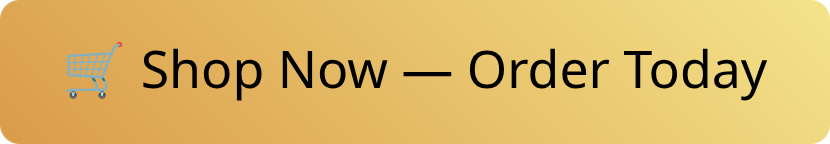 🛒 Shop Now — Order Today